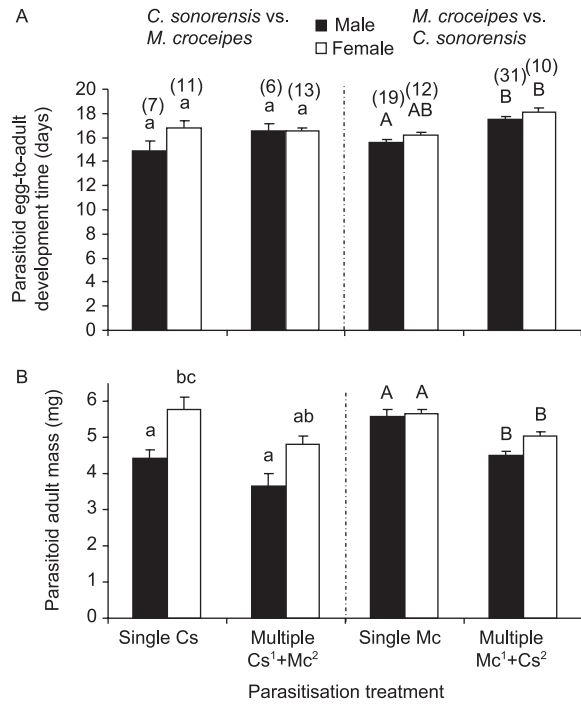 A
C. sonorensis vs.
M. croceipes
Male
Female
M. croceipes vs.
C. sonorensis
Parasitoid egg-to-adult
development time (days)
20
18
16
14
12
10
8
6
4
2
0
(7)
a
(11)
a
(6)
a
(13)
a
(19)
A
(12)
AB
(31)
B
(10)
B
B
Parasitoid adult mass (mg)
6
5
4
3
2
1
0
a
bc
a
ab
A
A
B
B
Single Cs
Multiple
Cs¹+Mc²
Single Mc
Multiple
Mc¹+Cs²
Parasitisation treatment